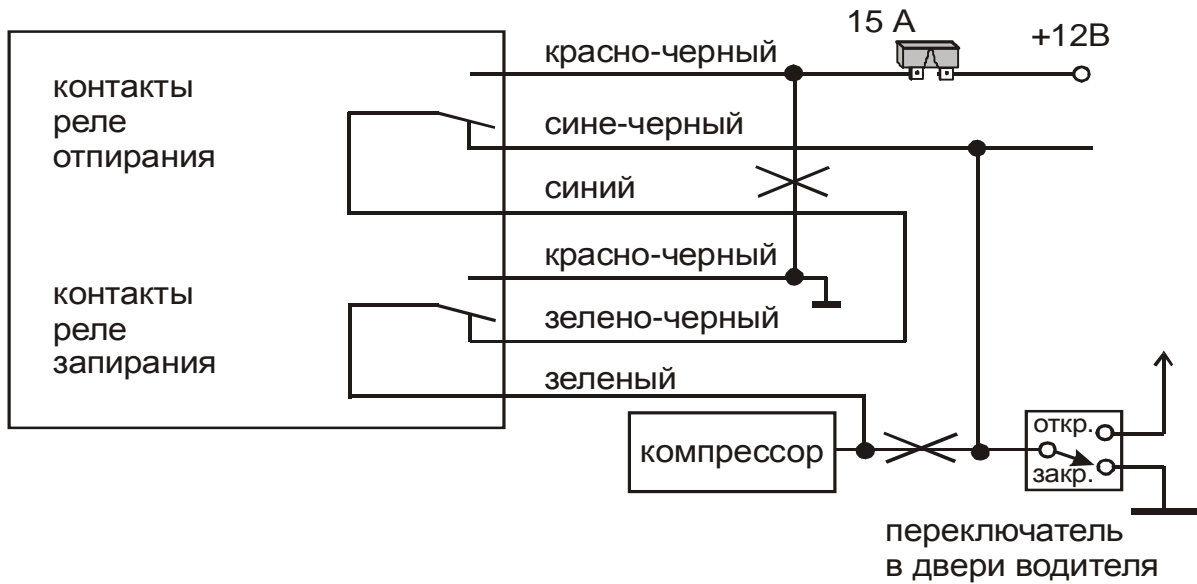 15 А
+12В
красно-черный
контакты
реле
отпирания
сине-черный
синий
красно-черный
контакты
реле
запирания
зелено-черный
зеленый
компрессор
откр.
закр.
переключатель
в двери водителя